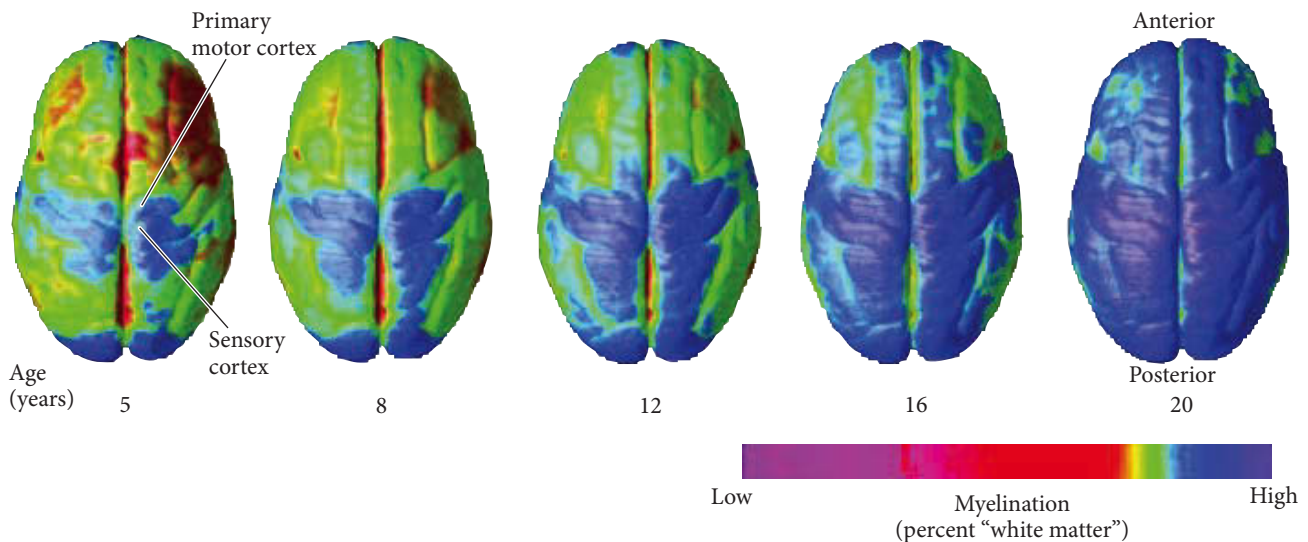 Primary
motor cortex
Anterior
Sensory
cortex
Posterior
Age
(years)
5
8
12
16
20
Low
Myelination
(percent “white matter”)
High